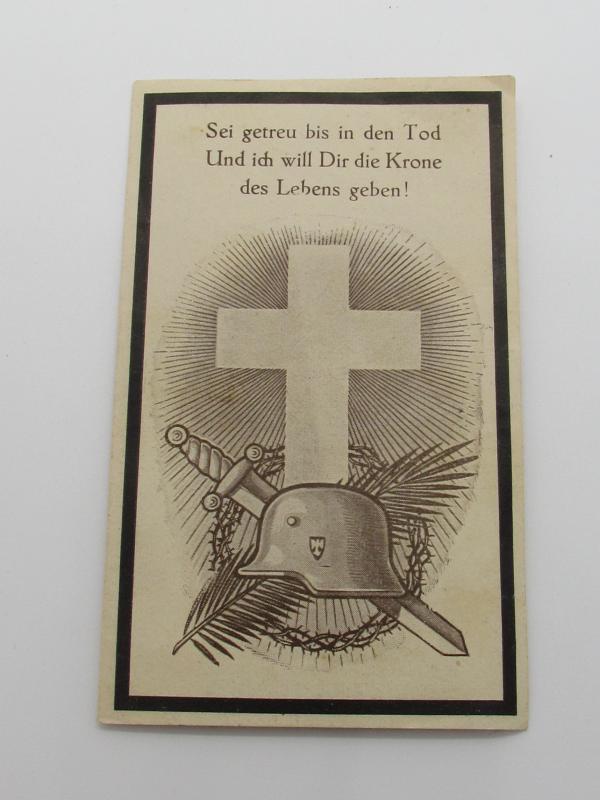 Sei getreu bis in den Tod
Und ich will Dir die Krone
des Lebens geben!